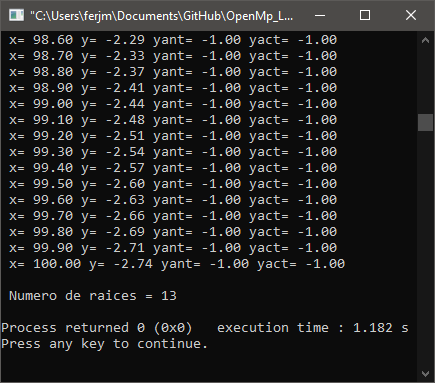 "C:\Users\ferjm\Documents\GitHub\OpenMp_L...
x= 98.60 y= -2.29 yant= -1.00 yact= -1.00
x= 98.70 y= -2.33 yant= -1.00 yact= -1.00
x= 98.80 y= -2.37 yant= -1.00 yact= -1.00
x= 98.90 y= -2.41 yant= -1.00 yact= -1.00
x= 99.00 y= -2.44 yant= -1.00 yact= -1.00
x= 99.10 y= -2.48 yant= -1.00 yact= -1.00
x= 99.20 y= -2.51 yant= -1.00 yact= -1.00
x= 99.30 y= -2.54 yant= -1.00 yact= -1.00
x= 99.40 y= -2.57 yant= -1.00 yact= -1.00
x= 99.50 y= -2.60 yant= -1.00 yact= -1.00
x= 99.60 y= -2.63 yant= -1.00 yact= -1.00
x= 99.70 y= -2.66 yant= -1.00 yact= -1.00
x= 99.80 y= -2.69 yant= -1.00 yact= -1.00
x= 99.90 y= -2.71 yant= -1.00 yact= -1.00
x= 100.00 y= -2.74 yant= -1.00 yact= -1.00
Numero de raices = 13
Process returned 0 (0x0)   execution time : 1.182 s
Press any key to continue.